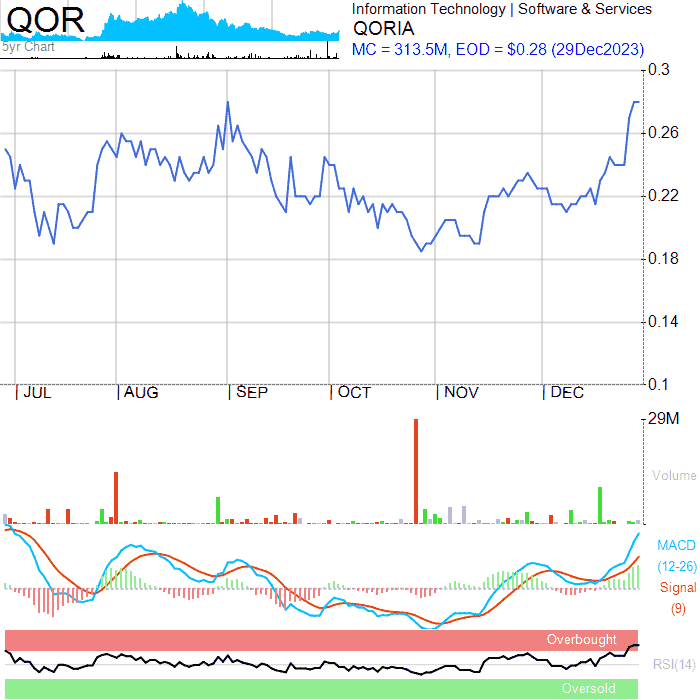 QOR
5yr Chart
Information Technology | Software & Services
QORIA
MC = 313.5M, EOD = $0.28 (29Dec2023)
0.3
0.26
0.22
0.18
0.14
0.1
|JUL |AUG |SEP |OCT |NOV |DEC
29M
Volume
MACD
(12-26)
Signal
(9)
Overbought
RSI(14)
Oversold